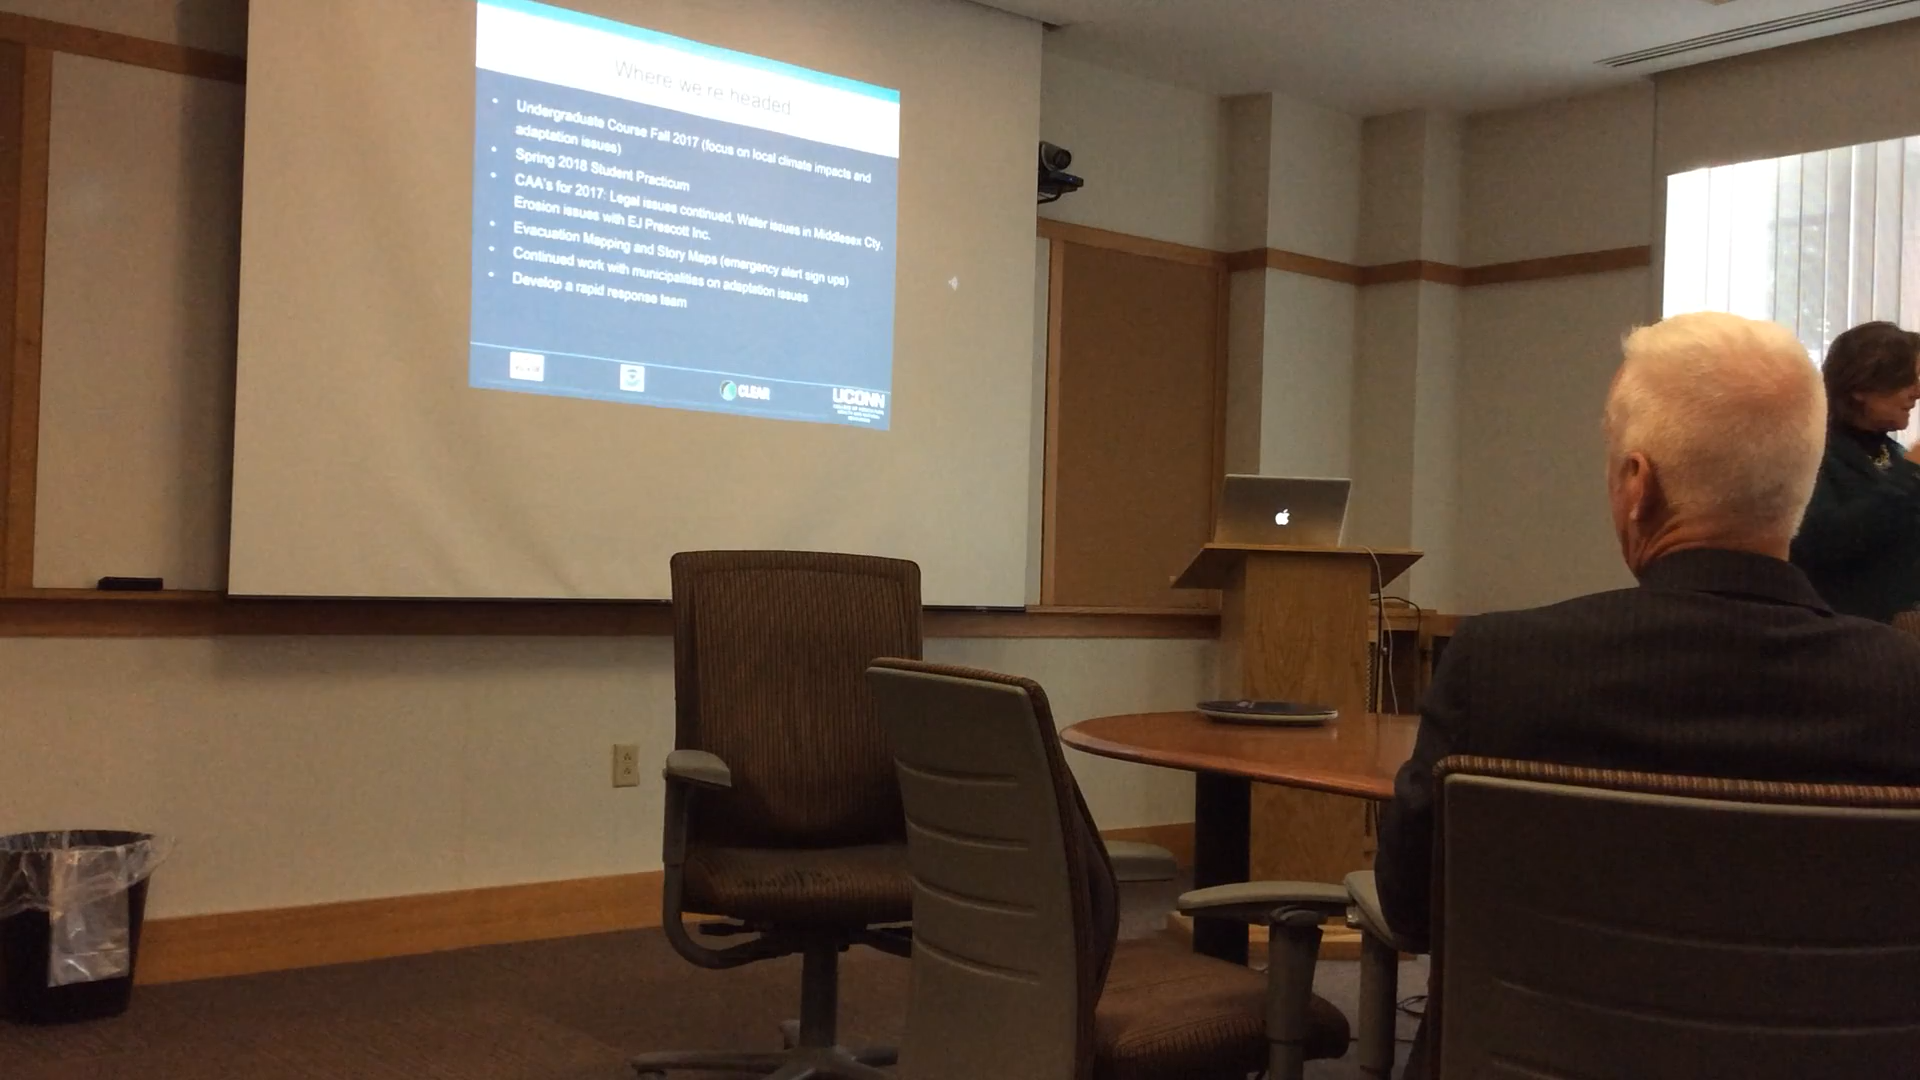 Where we're headed
• Undergraduate Course Fall 2017 (focus on local climate impacts and
adaptation issues)
• Spring 2018 Student Practicum
• CAA's for 2017: Legal issues continued, Water issues in Middlesex Cty,
Erosion issues with EJ Prescott Inc.
• Evacuation Mapping and Story Maps (emergency alert sign ups)
• Continued work with municipalities on adaptation issues
• Develop a rapid response team
CLEAR
UCONN